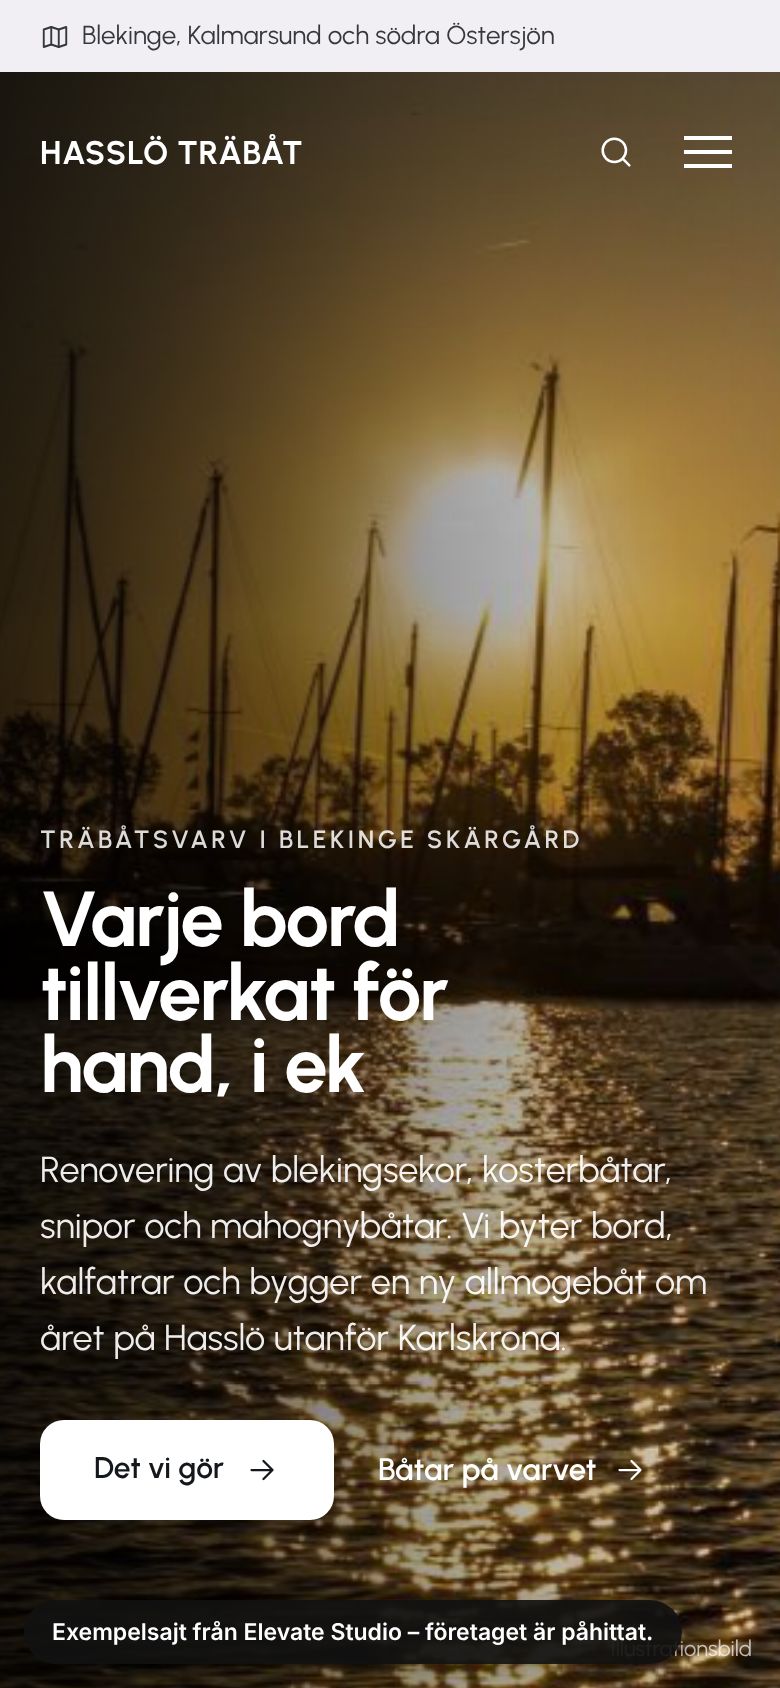 Blekinge, Kalmarsund och södra Östersjön
HASSLÖ TRÄBÅT
TRÄBÅTSVARV I BLEKINGE SKÄRGÅRD
Varje bord
tillverkat för
hand, i ek
Renovering av blekingsekor, kosterbåtar,
snipor och mahognybåtar. Vi byter bord,
kalfatrar och bygger en ny allmogebåt om
året på Hasslö utanför Karlskrona.
Det vi gör
Båtar på varvet
Exempelsajt från Elevate Studio – företaget är påhittat.
Illustrationsbild